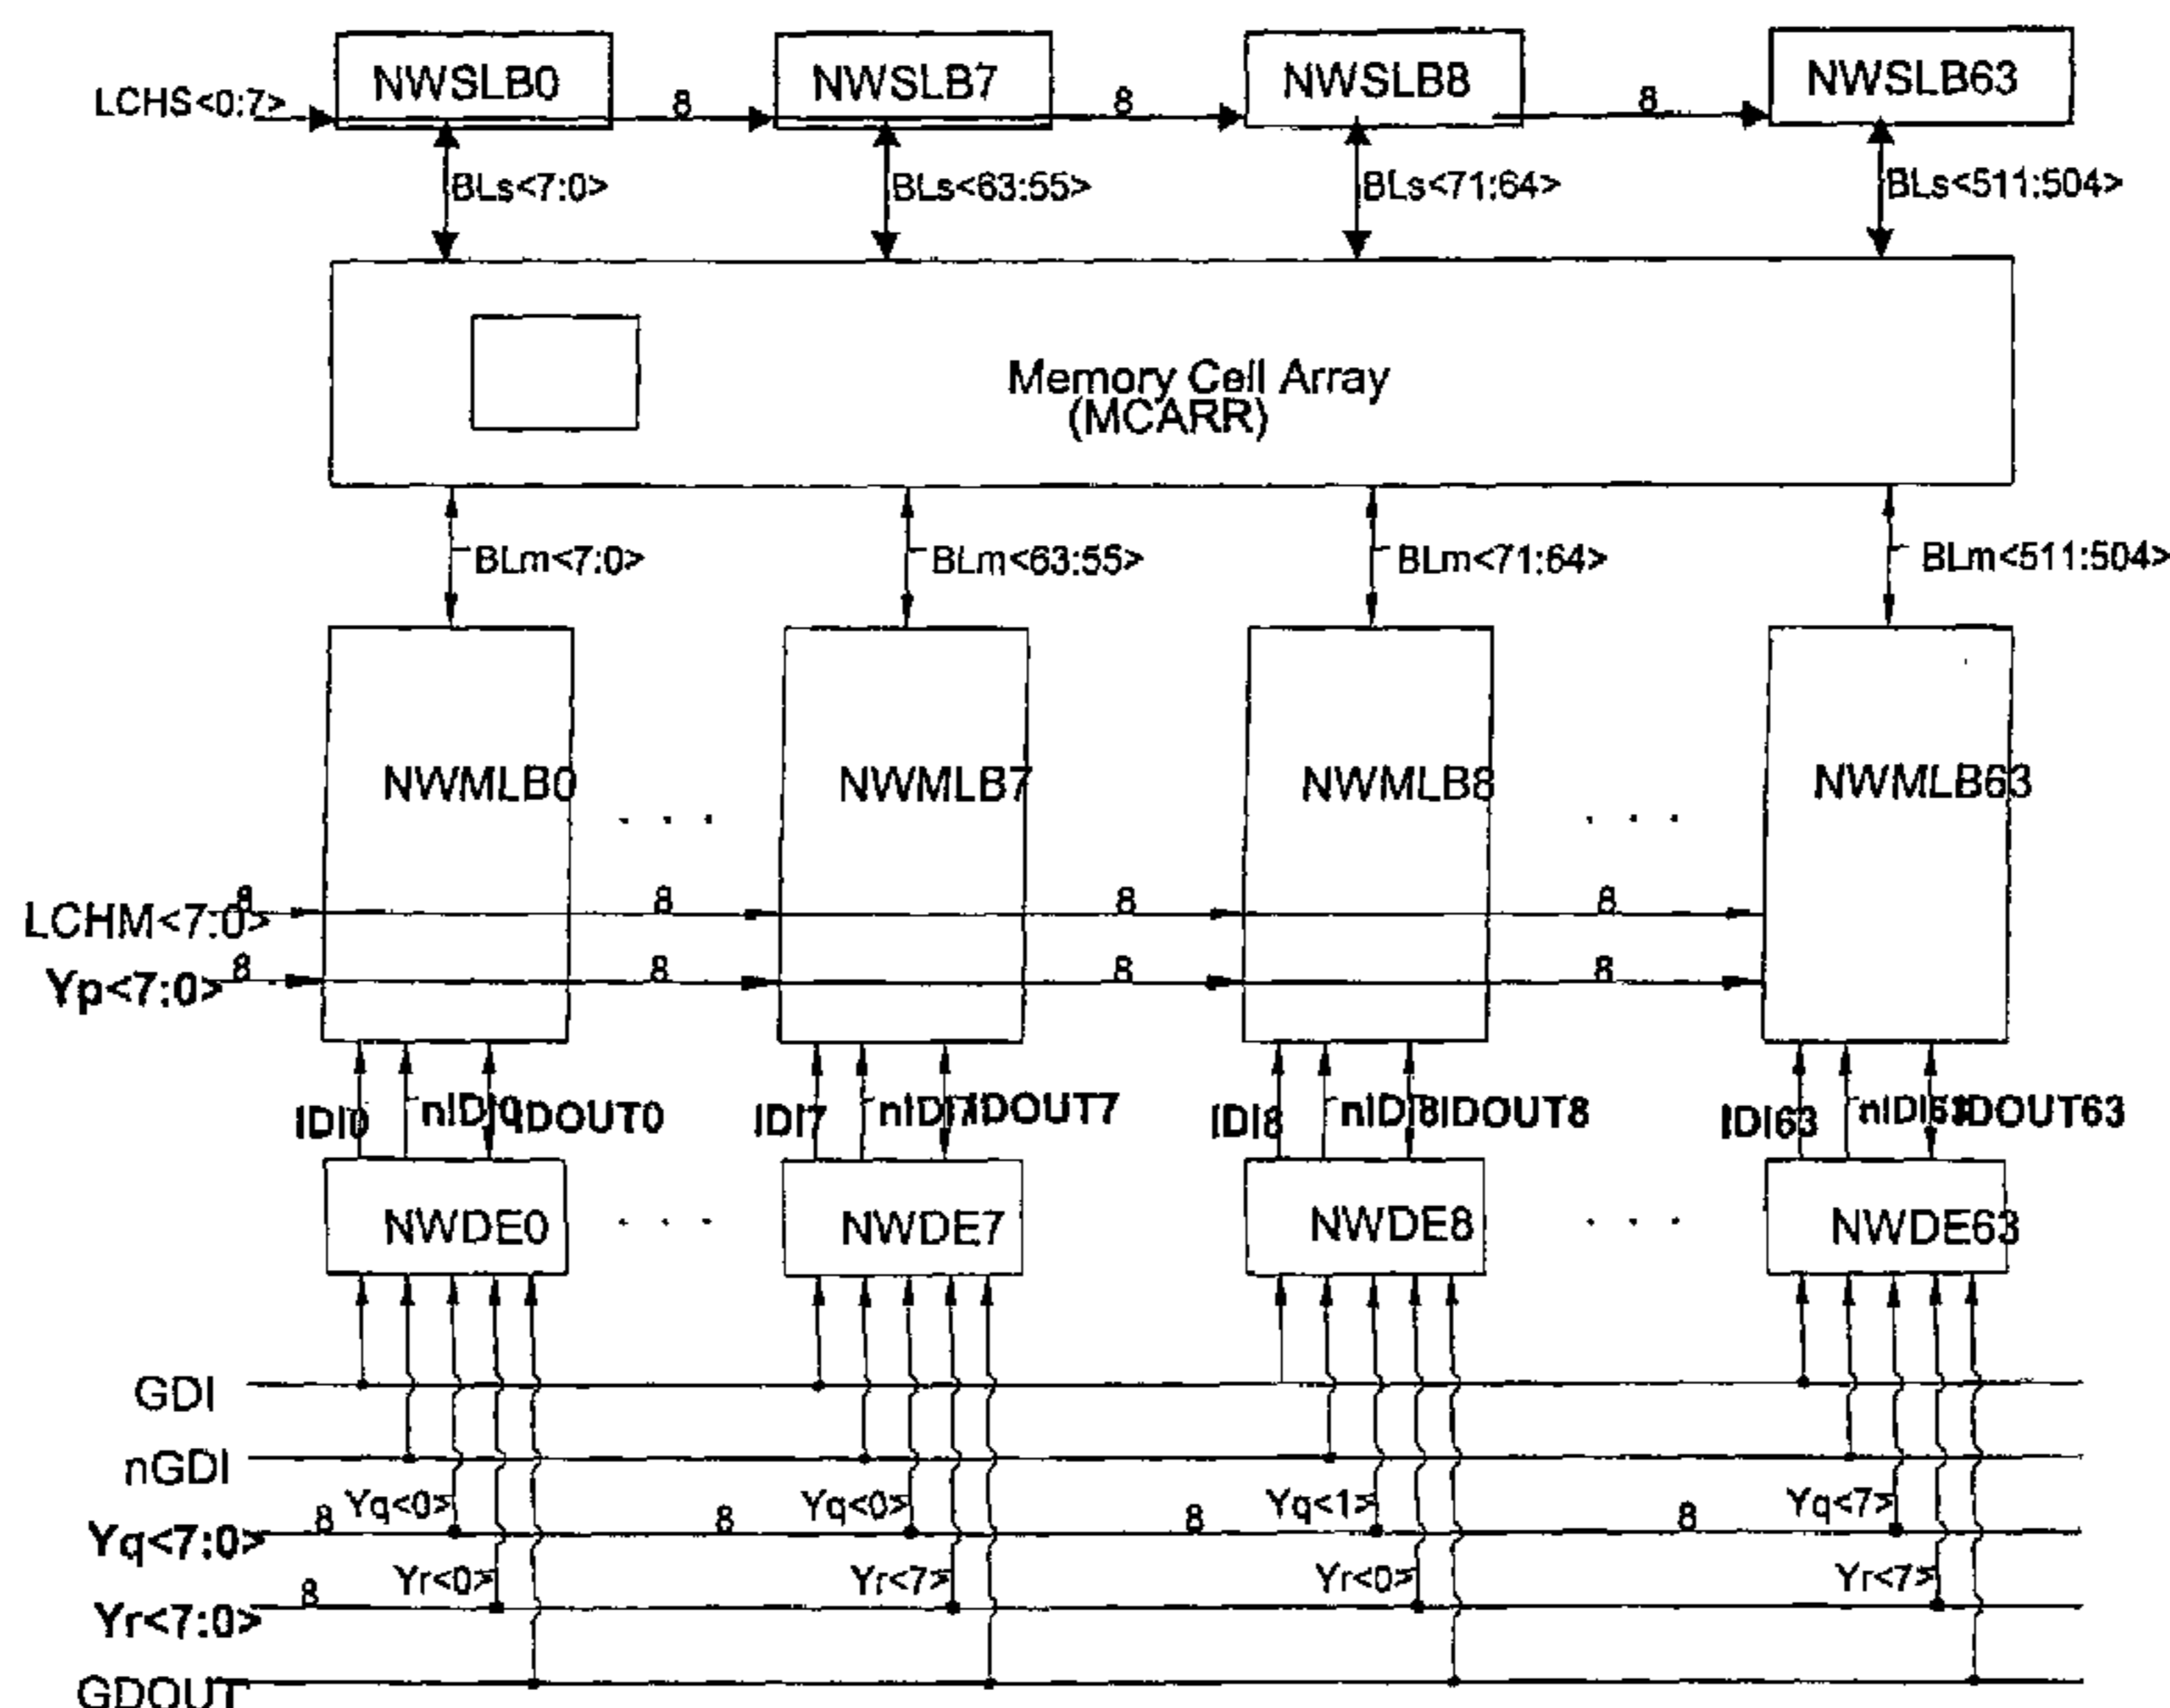 NWSLB0 NWSLB7 NWSLB8 NWSLB63
LCHS<0:7> 8 8 8
BLs<7:0> BLs<63:55> BLs<71:64> BLs<511:504>
Memory Cell Array
(MCARR)
BLm<7:0> BLm<63:55> BLm<71:64> BLm<511:504>
NWMLB0 NWMLB7 NWMLB8 NWMLB63
. . . . . .
LCHM<7:0> 8 8 8 8
Yp<7:0> 8 8 8 8
IDI0 nIDI0 IDOUT0 IDI7 nIDI7 IDOUT7 IDI8 nIDI8 IDOUT8 IDI63 nIDI63 IDOUT63
NWDE0 . . . NWDE7 NWDE8 . . . NWDE63
GDI
nGDI
Yq<0> Yq<0> Yq<1> Yq<7>
Yq<7:0> 8 8 8 8
Yr<0> Yr<7> Yr<0> Yr<7>
Yr<7:0> 8
GDOUT